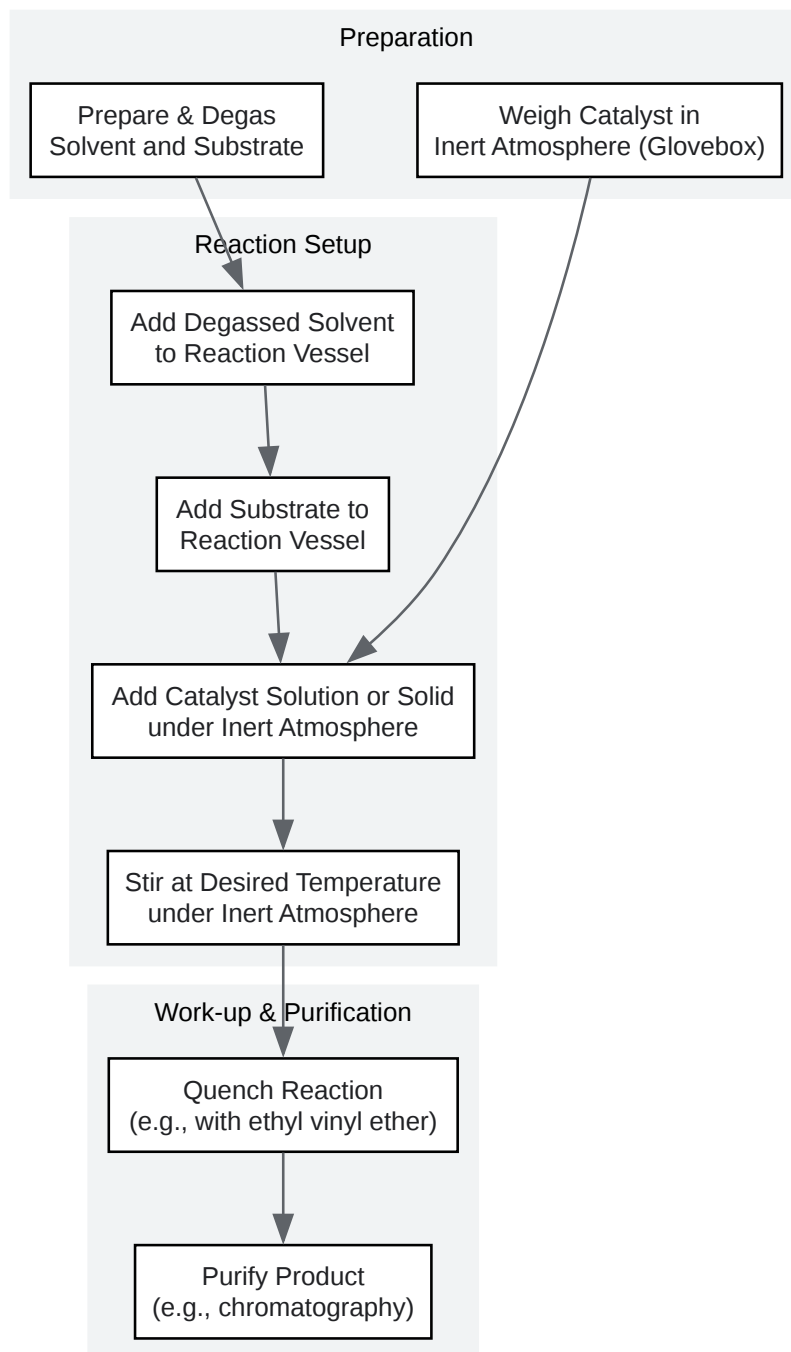 Preparation
Prepare & Degas
Solvent and Substrate
Weigh Catalyst in
Inert Atmosphere (Glovebox)
Reaction Setup
Add Degassed Solvent
to Reaction Vessel
Add Substrate to
Reaction Vessel
Add Catalyst Solution or Solid
under Inert Atmosphere
Stir at Desired Temperature
under Inert Atmosphere
Work-up & Purification
Quench Reaction
(e.g., with ethyl vinyl ether)
Purify Product
(e.g., chromatography)